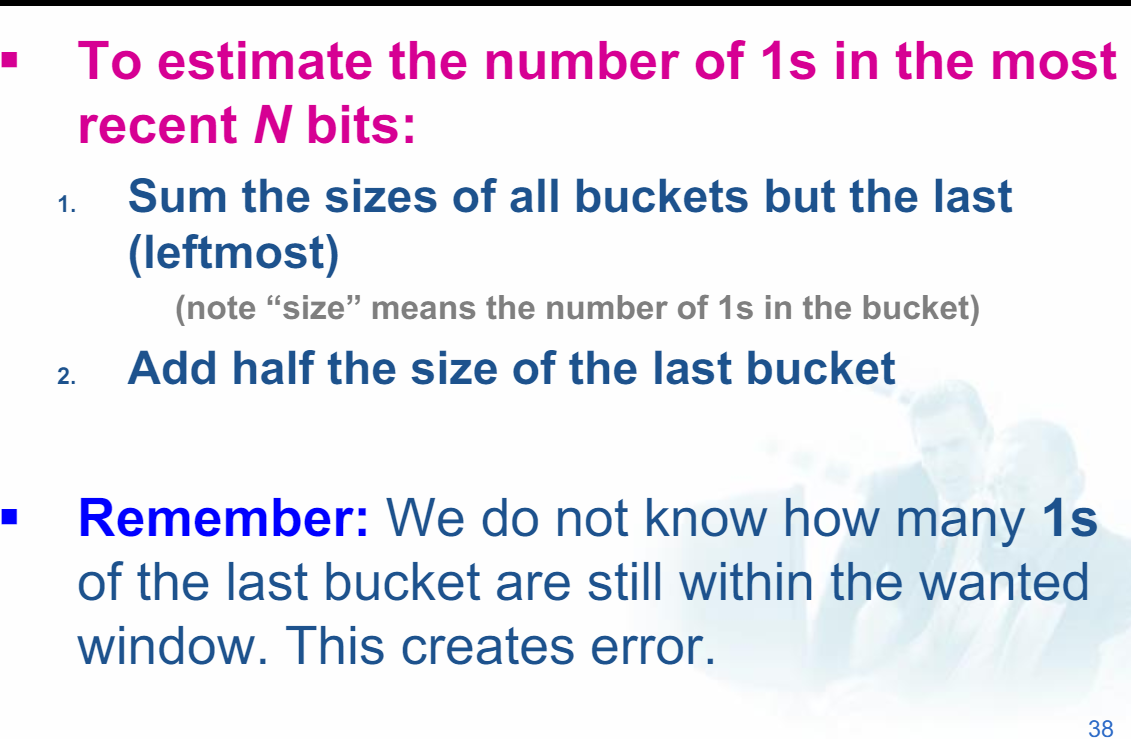 ▪ To estimate the number of 1s in the most
recent N bits:
1. Sum the sizes of all buckets but the last
(leftmost)
(note “size” means the number of 1s in the bucket)
2. Add half the size of the last bucket
▪ Remember: We do not know how many 1s
of the last bucket are still within the wanted
window. This creates error.
38